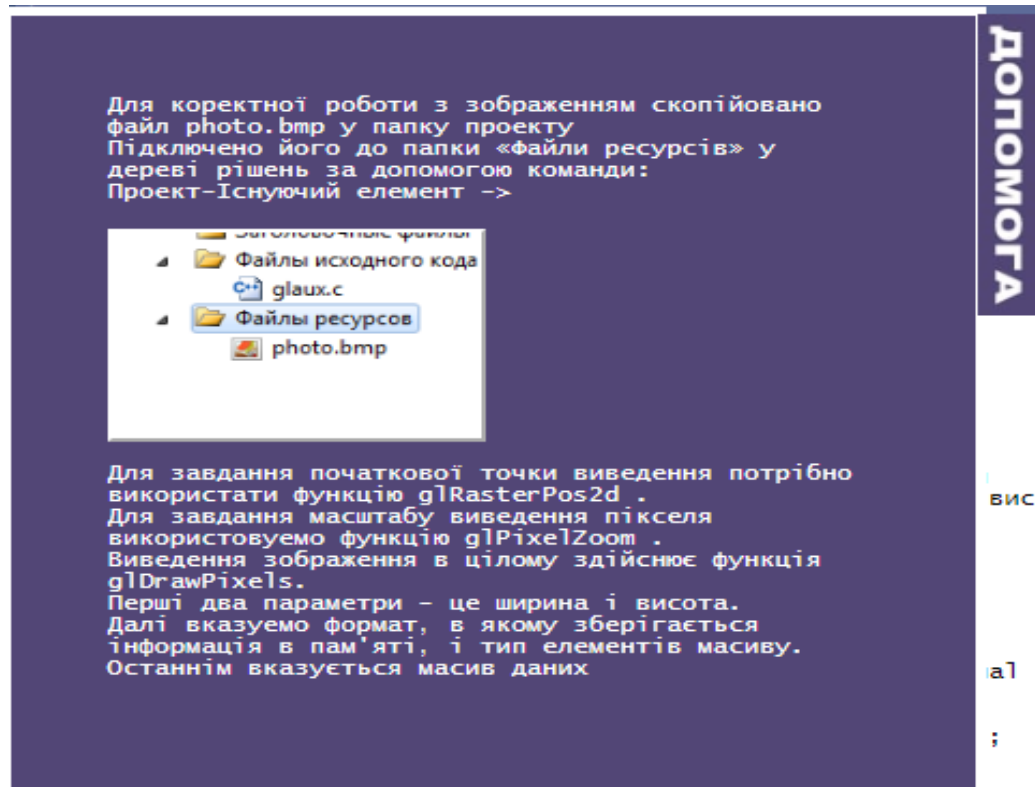 ДОПОМОГА
Для коректної роботи з зображенням скопійовано
файл photo.bmp у папку проекту
Підключено його до папки «Файли ресурсів» у
дереві рішень за допомогою команди:
Проект-Існуючий елемент ->
Заголовочные файлы
Файлы исходного кода
glaux.c
Файлы ресурсов
photo.bmp
Для завдання початкової точки виведення потрібно
використати функцію glRasterPos2d .
Для завдання масштабу виведення пікселя
використовуемо функцію glPixelZoom .
Виведення зображення в цілому здійснює функція
glDrawPixels.
Перші два параметри – це ширина і висота.
Далі вказуемо формат, в якому зберігається
інформація в пам'яті, і тип елементів масиву.
Останнім вказується масив даних
вис
al
;